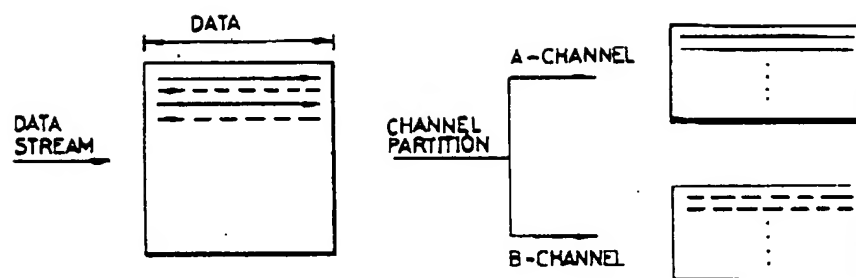 DATA
DATA
STREAM
CHANNEL
PARTITION
A-CHANNEL
B-CHANNEL